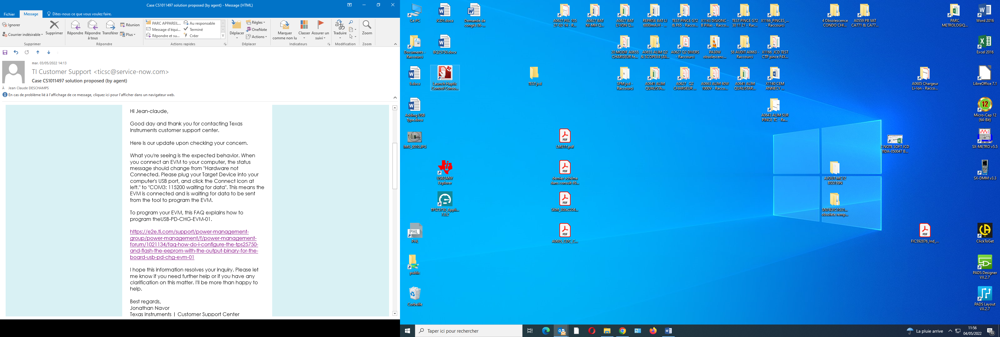 Case CS1011497 solution proposed (by agent) - Message (HTML)
Fichier
Message
Dites-nous ce que vous voulez faire.
Ignorer
Courrier indésirable
Supprimer
Supprimer
Répondre
Répondre à tous
Transférer
Réunion
Plus
Répondre
PARC APPAREIL...
Au responsable
Message d'équi...
Terminé
Répondre et su...
Créer
Actions rapides
Déplacer
Règles
OneNote
Actions
Déplacer
Marquer comme non lu
Classer
Assurer un suivi
Indicateurs
Traduire
Modification
Zoom
Zoom
mar. 03/05/2022 14:13
TI Customer Support <ticsc@service-now.com>
Case CS1011497 solution proposed (by agent)
À Jean Claude DESCHAMPS
En cas de problème lié à l'affichage de ce message, cliquez ici pour l'afficher dans un navigateur web.
Hi Jean-claude,
Good day and thank you for contacting Texas
Instruments customer support center.
Here is our update upon checking your concern.
What you're seeing is the expected behavior. When
you connect an EVM to your computer, the status
message should change from "Hardware not
Connected. Please plug your Target Device into your
computer's USB port, and click the Connect icon at
left." to "COM3: 115200 waiting for data". This means the
EVM is connected and is waiting for data to be sent
from the tool to program the EVM.
To program your EVM, this FAQ explains how to
program theUSB-PD-CHG-EVM-01.
https://e2e.ti.com/support/power-management-
group/power-management/f/power-management-
forum/1021134/faq-how-do-i-configure-the-tps25750-
and-flash-the-eeprom-with-the-output-binary-for-the-
board-usb-pd-chg-evm-01
I hope this information resolves your inquiry. Please let
me know if you need further help or if you have any
clarification on this matter. I'll be more than happy to
help.
Best regards,
Jonathan Navor
Texas Instruments | Customer Support Center
Ce PC
JCD1.docx
Demande de
congés 06-...
A0627 PEL 105
27-02-14 - R...
A0627 BAT
NI-MH Q...
A0627 BAT
LI-ION Q...
REPRISE BAT LI
6800mA.H - ...
TEST PINCE G72
& F65 - Racco...
X1143 DISJONC -
B Pillas - Racco...
TEST PINCE G72
30 11 21 - Rac...
X1166_PINCES_...
- Raccourci
4 Obsolescence
CONDO CHI...
A0559 PB VAT
CA771 & CA77...
PARC
METROLOGIQ...
Word 2016
Documents -
Raccourci
BQ25750.docx
20 MODIF A0655
CHARGEUR fe...
A0655 ALIM Q2
& SCOPEX4 (Ali...
A0627 Q2 DIVERS
- Raccourci
PA30W
obsolescenc...
58 AUDIT A0663 -
Raccourci
X1166 JCD TEST
CTP pince F4X...
Excel 2016
9.docx
Launch Haptic
Control Conso...
TEST.jcd
SPM.jcd -
Raccourci
A0641 ALIM
QUALISTA...
A0627 Q2
CHARGEUR ...
A0663 ALIM 40W
1000V - Racco...
A0641 ALIM
QUALISTAR...
X1140 CEM
ANNECY ...
A0685 Chargeur
Li-Ion - Racco...
LibreOffice 7.1
Adding USB
Type.docx
A0643 ALIM SUR
PINCE TC - Ra...
12
Micro-Cap 12
(64-Bit)
IMG_0010.JPG
PDF
LM317.pdf
2 NOTE SOFT JCD
TIDA-050047 B...
SX-METRO v5.5
USB2ANY
Explorer
PDF
dernier schéma
dans consult 69...
AJOUT MC12
BSS159N
SX-DMM v3.3
TPS25750_Appli...
7.0.2
PDF
SKM_308e2204...
SN74LVC1G31...
obsolete remp...
PHL
PHL
PDF
A0685_CDC_C...
PDF
FIC592876_Ind_...
ClickToGet
public
PADS Designer
VX.2.7
Corbeille
PADS Layout
VX.2.7
Taper ici pour rechercher
La pluie arrive
11:56
04/05/2022
13